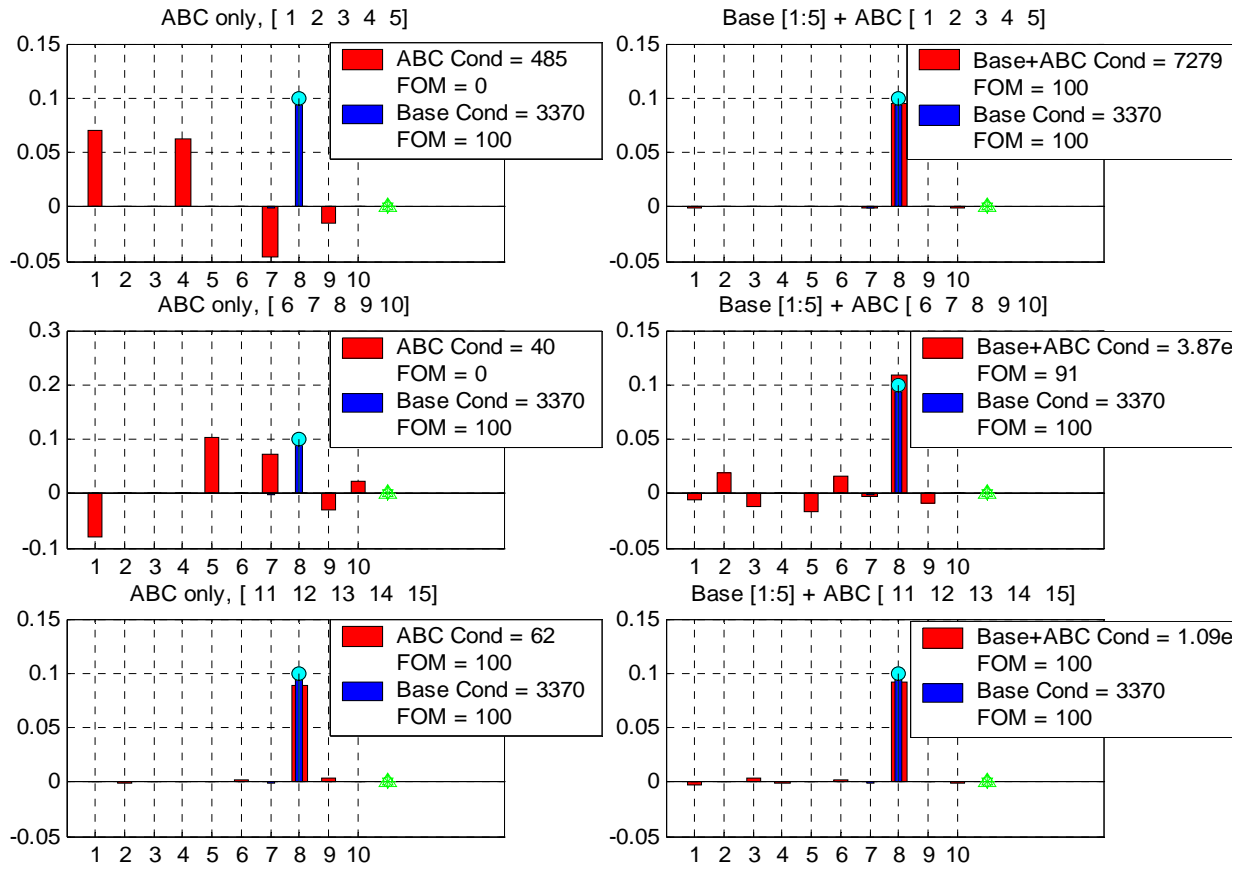 ABC only, [ 1 2 3 4 5]
0.15
0.1
0.05
0
-0.05
1 2 3 4 5 6 7 8 9 10
ABC Cond = 485
FOM = 0
Base Cond = 3370
FOM = 100
Base [1:5] + ABC [ 1 2 3 4 5]
0.15
0.1
0.05
0
-0.05
1 2 3 4 5 6 7 8 9 10
Base+ABC Cond = 7279
FOM = 100
Base Cond = 3370
FOM = 100
ABC only, [ 6 7 8 9 10]
0.3
0.2
0.1
0
-0.1
1 2 3 4 5 6 7 8 9 10
ABC Cond = 40
FOM = 0
Base Cond = 3370
FOM = 100
Base [1:5] + ABC [ 6 7 8 9 10]
0.15
0.1
0.05
0
-0.05
1 2 3 4 5 6 7 8 9 10
Base+ABC Cond = 3.87e
FOM = 91
Base Cond = 3370
FOM = 100
ABC only, [ 11 12 13 14 15]
0.15
0.1
0.05
0
-0.05
1 2 3 4 5 6 7 8 9 10
ABC Cond = 62
FOM = 100
Base Cond = 3370
FOM = 100
Base [1:5] + ABC [ 11 12 13 14 15]
0.15
0.1
0.05
0
-0.05
1 2 3 4 5 6 7 8 9 10
Base+ABC Cond = 1.09e
FOM = 100
Base Cond = 3370
FOM = 100